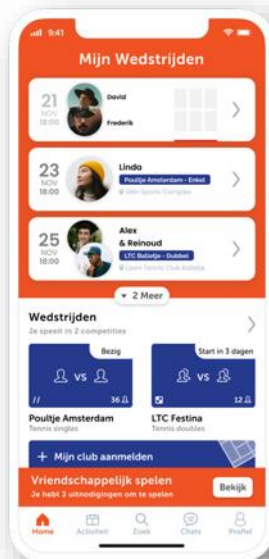 9:41
Mijn Wedstrijden
21
NOV
18:00
David
Frederik
23
NOV
18:00
Linda
Poultje Amsterdam - Enkel
25
NOV
18:00
Alex
& Reinoud
LTC Balletje - Dubbel
2 Meer
Wedstrijden
Je speelt in 2 competities
Bezig
VS
36
Poultje Amsterdam
Tennis singles
Start in 3 dagen
VS
12
LTC Festina
Tennis doubles
+ Mijn club aanmelden
Vriendschappelijk spelen
Je hebt 3 uitnodigingen om te spelen
Bekijk
Home
Activiteit
Zoek
Chats
Profiel